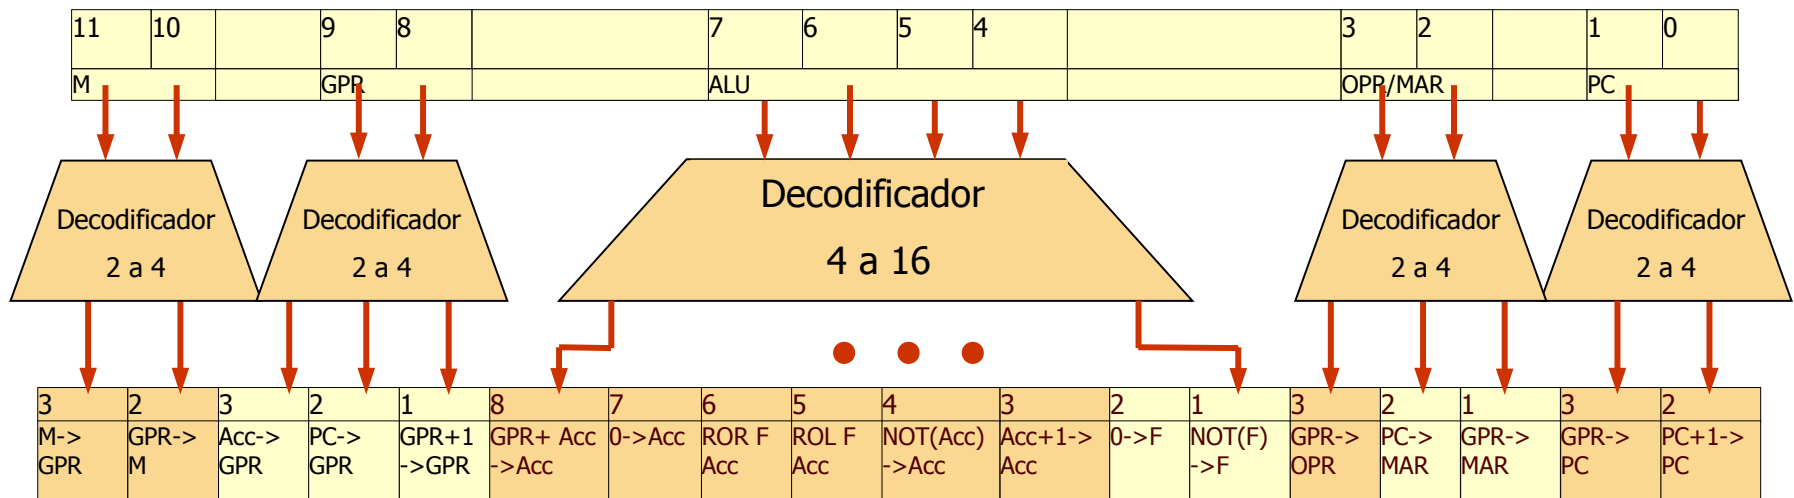 11 10 9 8 7 6 5 4 3 2 1 0
M GPR ALU OPR/MAR PC
Decodificador
2 a 4
Decodificador
2 a 4
Decodificador
4 a 16
Decodificador
2 a 4
Decodificador
2 a 4
3 2 3 2 1 8 7 6 5 4 3 2 1 3 2 1 3 2
M-> GPR-> Acc-> PC-> GPR+1 GPR+ Acc 0->Acc ROR F ROL F NOT(Acc) Acc+1-> 0->F NOT(F) GPR-> PC-> GPR-> GPR-> PC+1->
GPR M GPR GPR ->GPR ->Acc Acc Acc ->Acc Acc ->F OPR MAR MAR PC PC